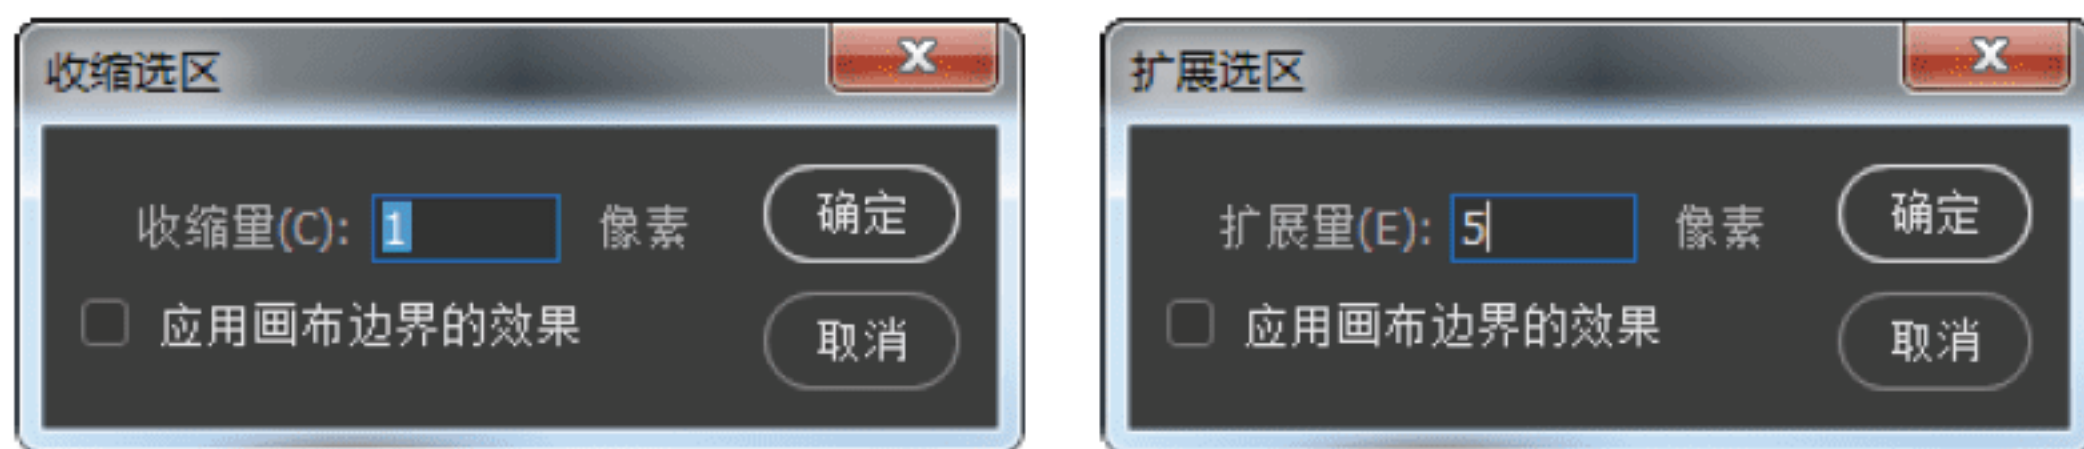 收缩选区
收缩量(C): 1 像素
确定
应用画布边界的效果
取消
扩展选区
扩展量(E): 5 像素
确定
应用画布边界的效果
取消